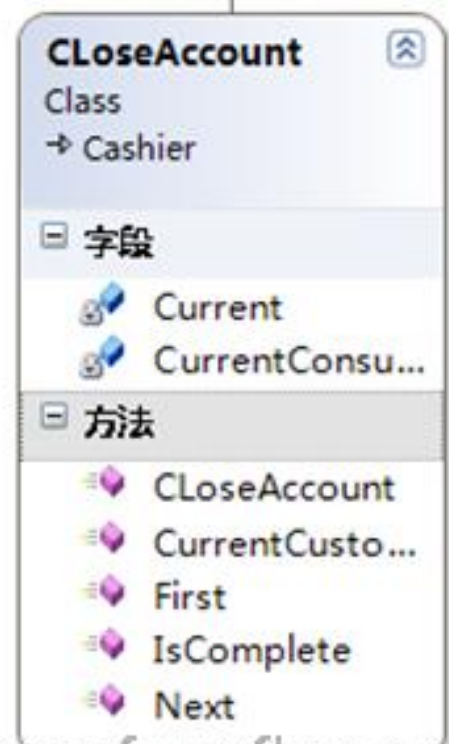 CLoseAccount
Class
→ Cashier
字段
Current
CurrentConsu...
方法
CLoseAccount
CurrentCusto...
First
IsComplete
Next